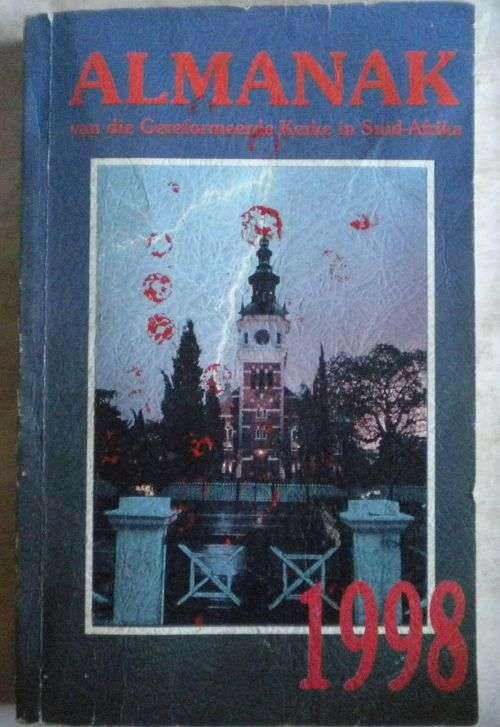 ALMANAK
van die Gereformeerde Kerke in Suid-Afrika
1998